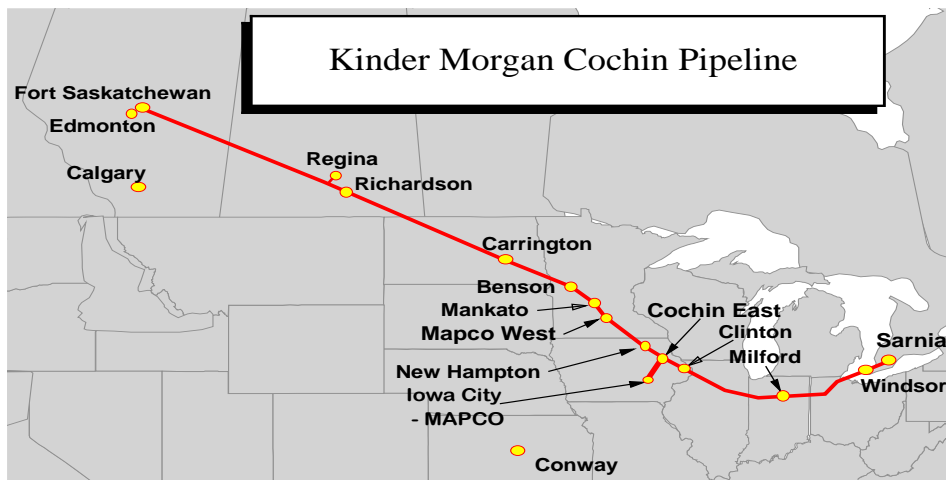 Kinder Morgan Cochin Pipeline
Fort Saskatchewan
Edmonton
Calgary
Regina
Richardson
Carrington
Benson
Mankato
Mapco West
Cochin East
Clinton
Milford
Sarnia
Windsor
New Hampton
Iowa City
- MAPCO
Conway